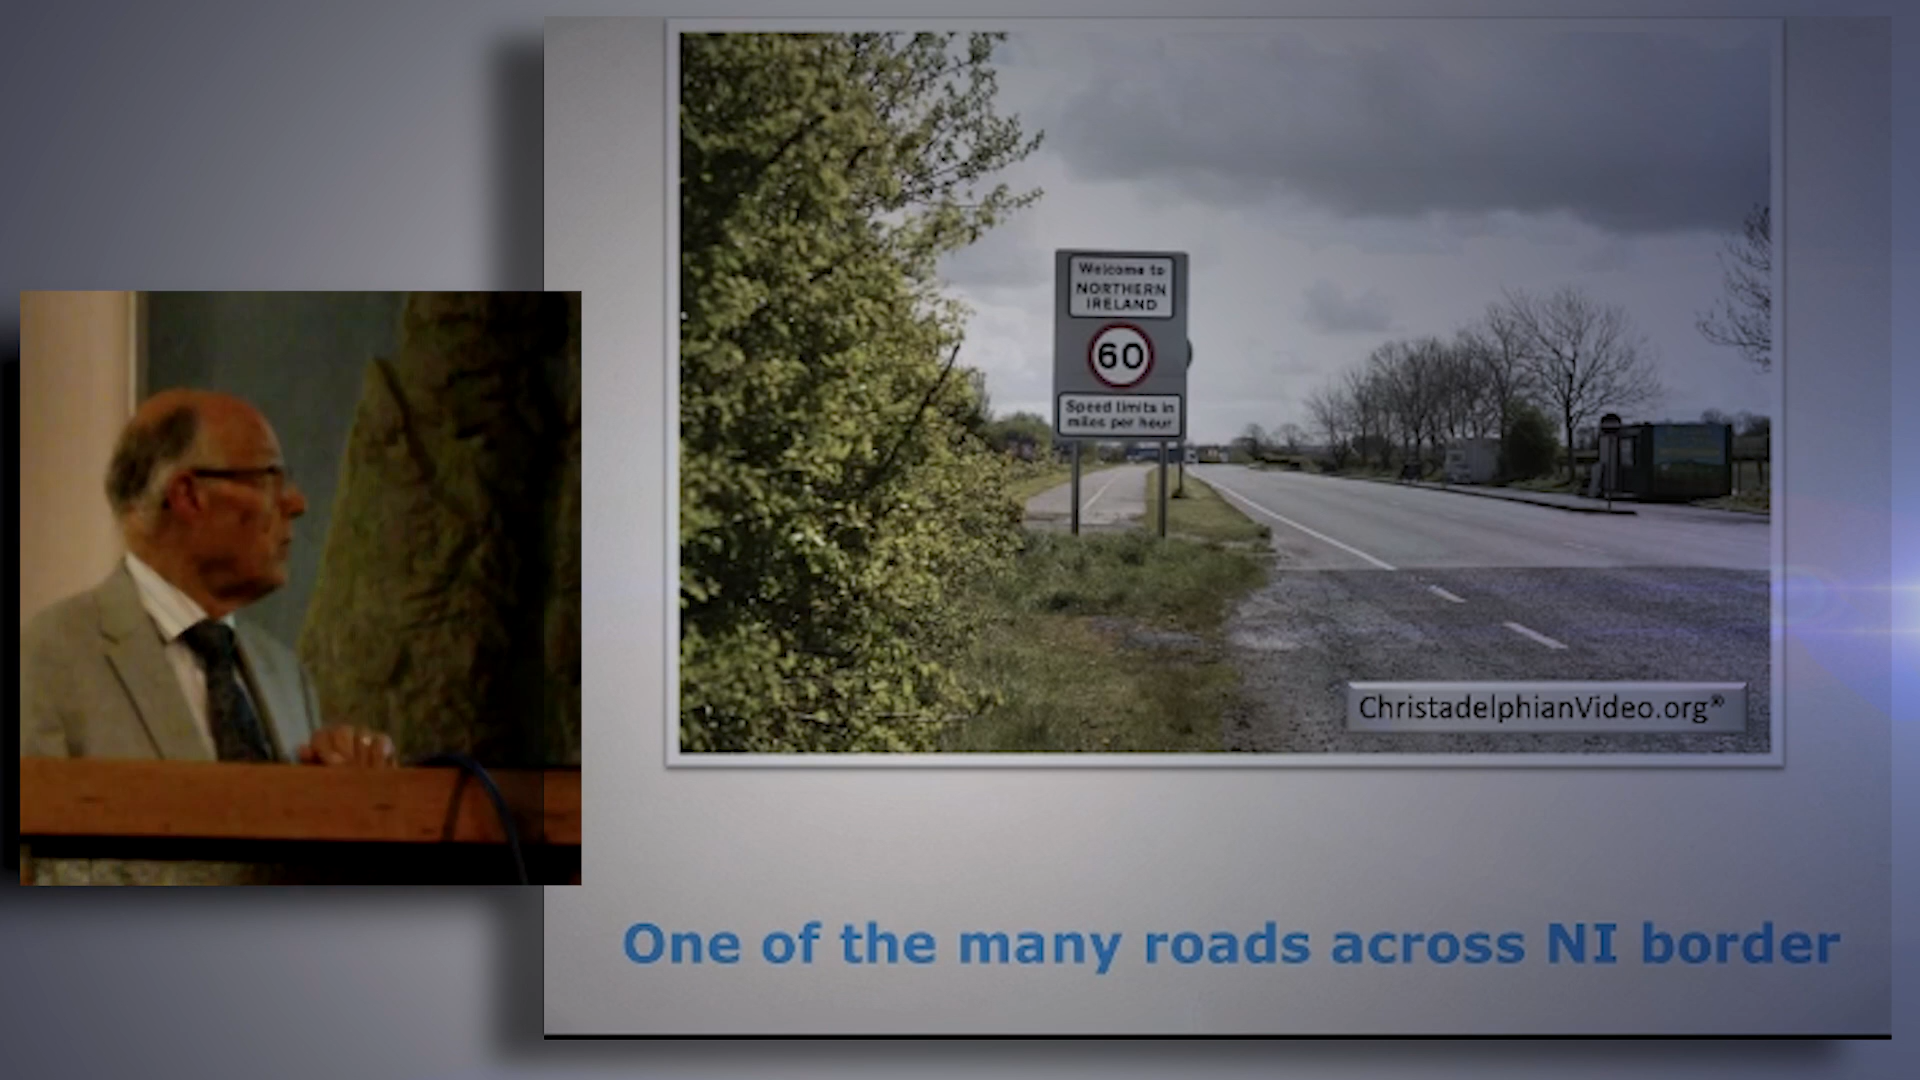 Welcome to
NORTHERN
IRELAND
60
Speed limits in
miles per hour
ChristadelphianVideo.org®
One of the many roads across NI border